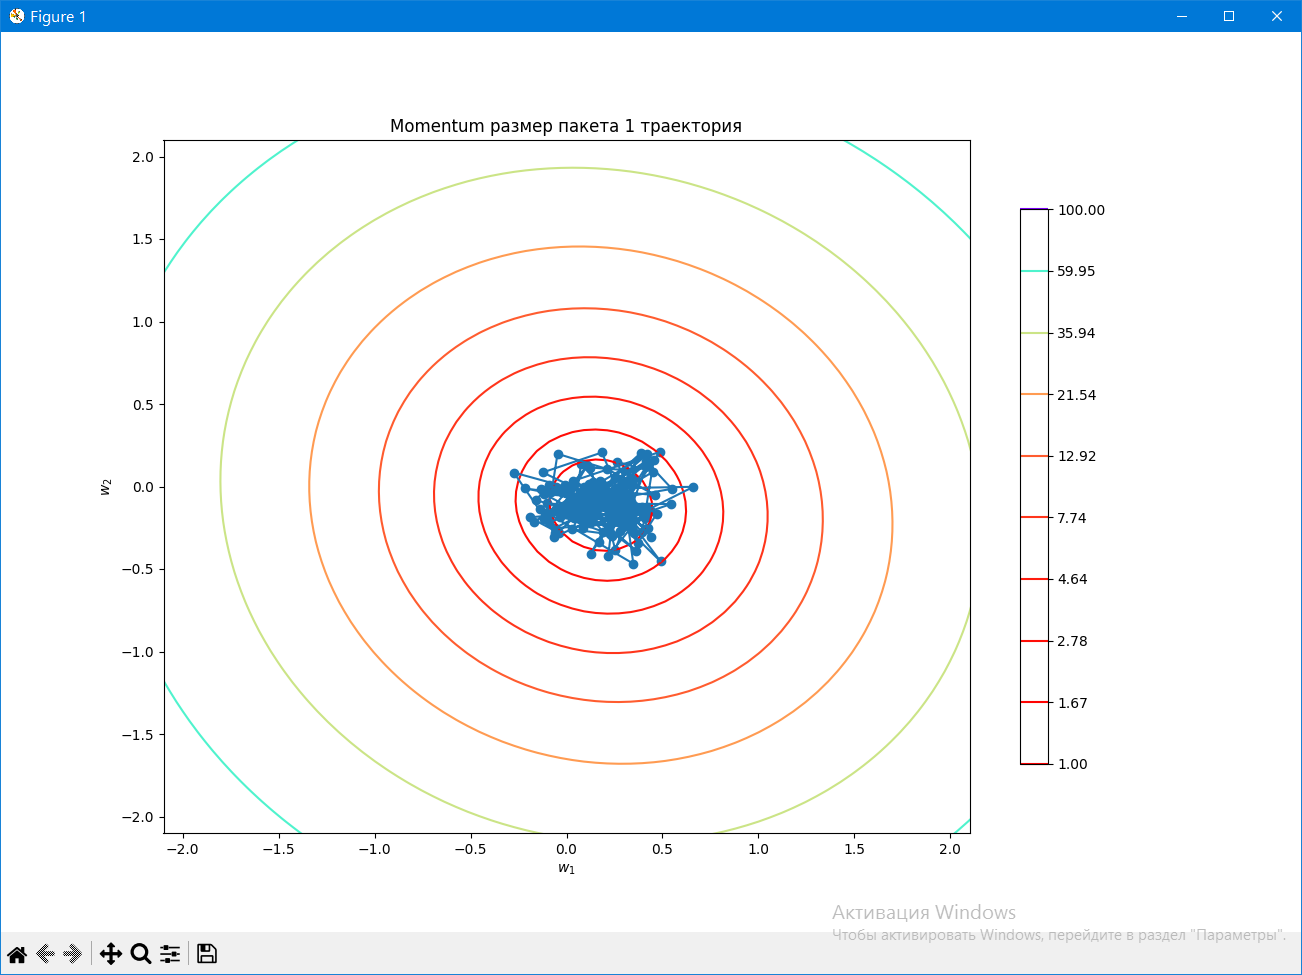 Figure 1
Momentum размер пакета 1 траектория
2.0
1.5
1.0
0.5
0.0
−0.5
−1.0
−1.5
−2.0
w₂
−2.0 −1.5 −1.0 −0.5 0.0 0.5 1.0 1.5 2.0
w₁
100.00
59.95
35.94
21.54
12.92
7.74
4.64
2.78
1.67
1.00
Активация Windows
Чтобы активировать Windows, перейдите в раздел "Параметры".